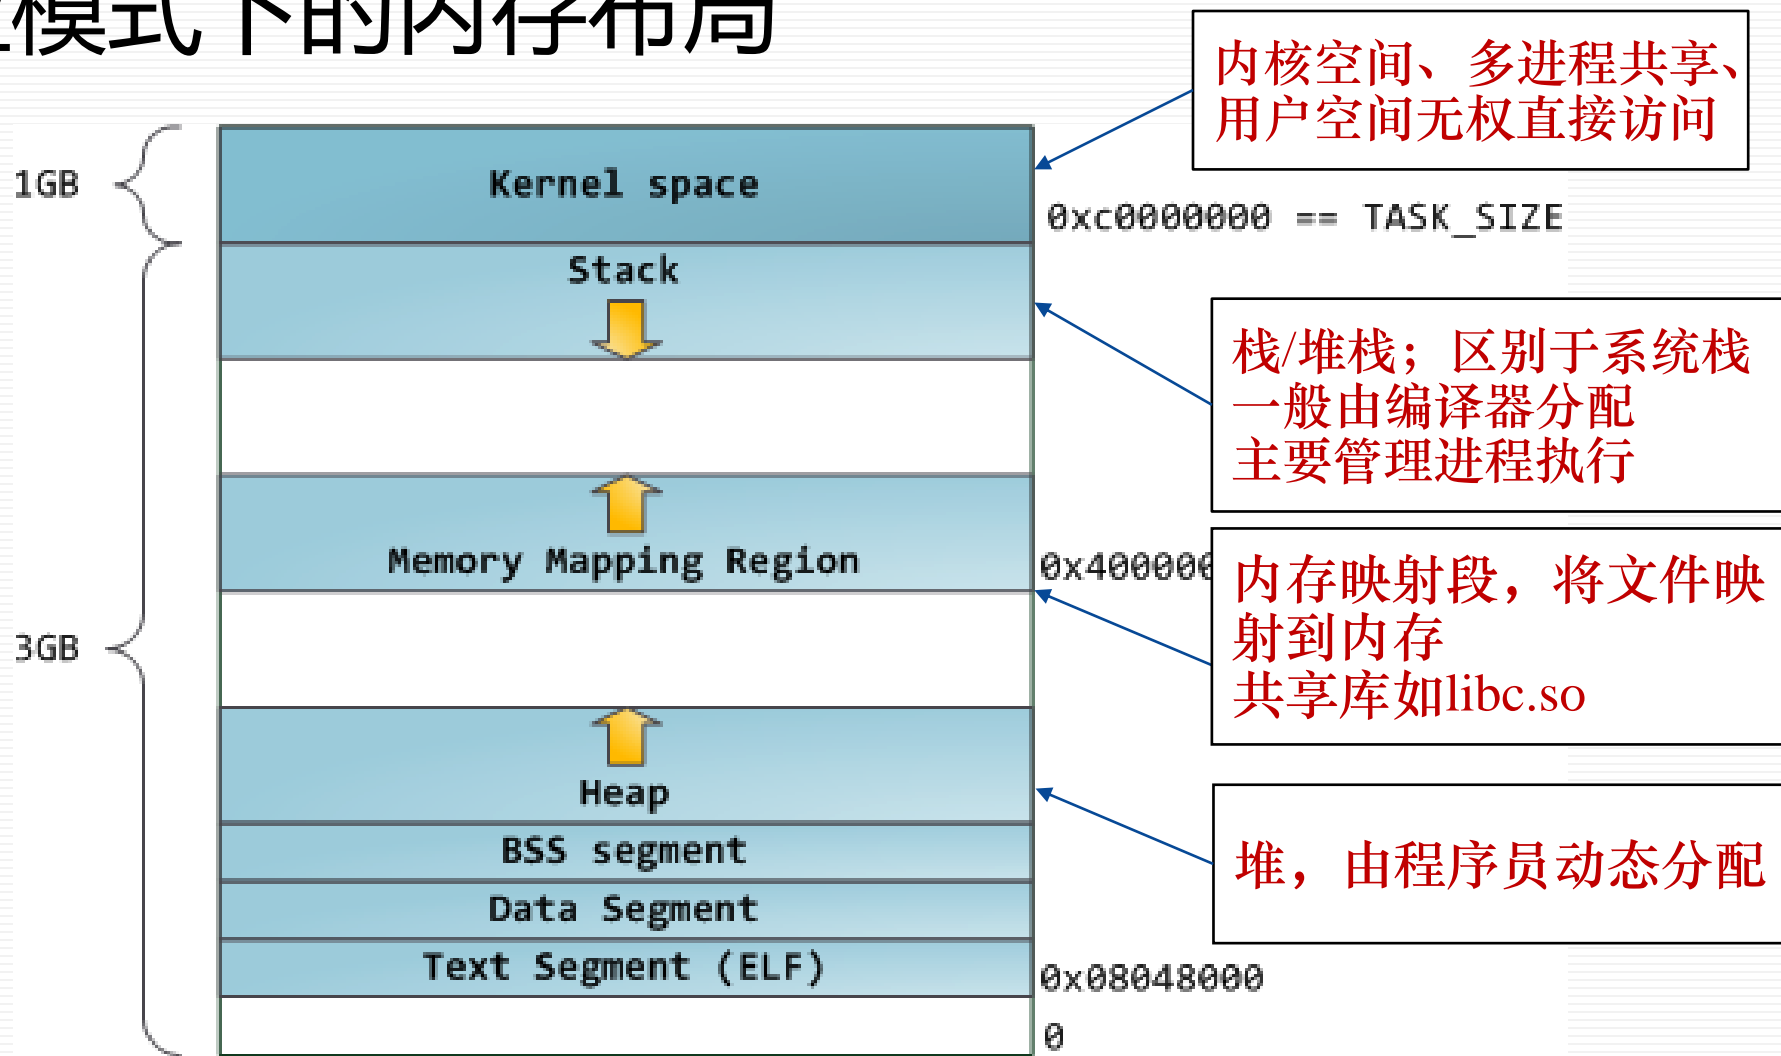 模式下的内存布局
内核空间、多进程共享、
用户空间无权直接访问
1GB
Kernel space
0xc0000000 == TASK_SIZE
Stack
栈/堆栈；区别于系统栈
一般由编译器分配
主要管理进程执行
Memory Mapping Region
0x400000
内存映射段，将文件映
射到内存
共享库如libc.so
3GB
Heap
堆，由程序员动态分配
BSS segment
Data Segment
Text Segment (ELF)
0x08048000
0